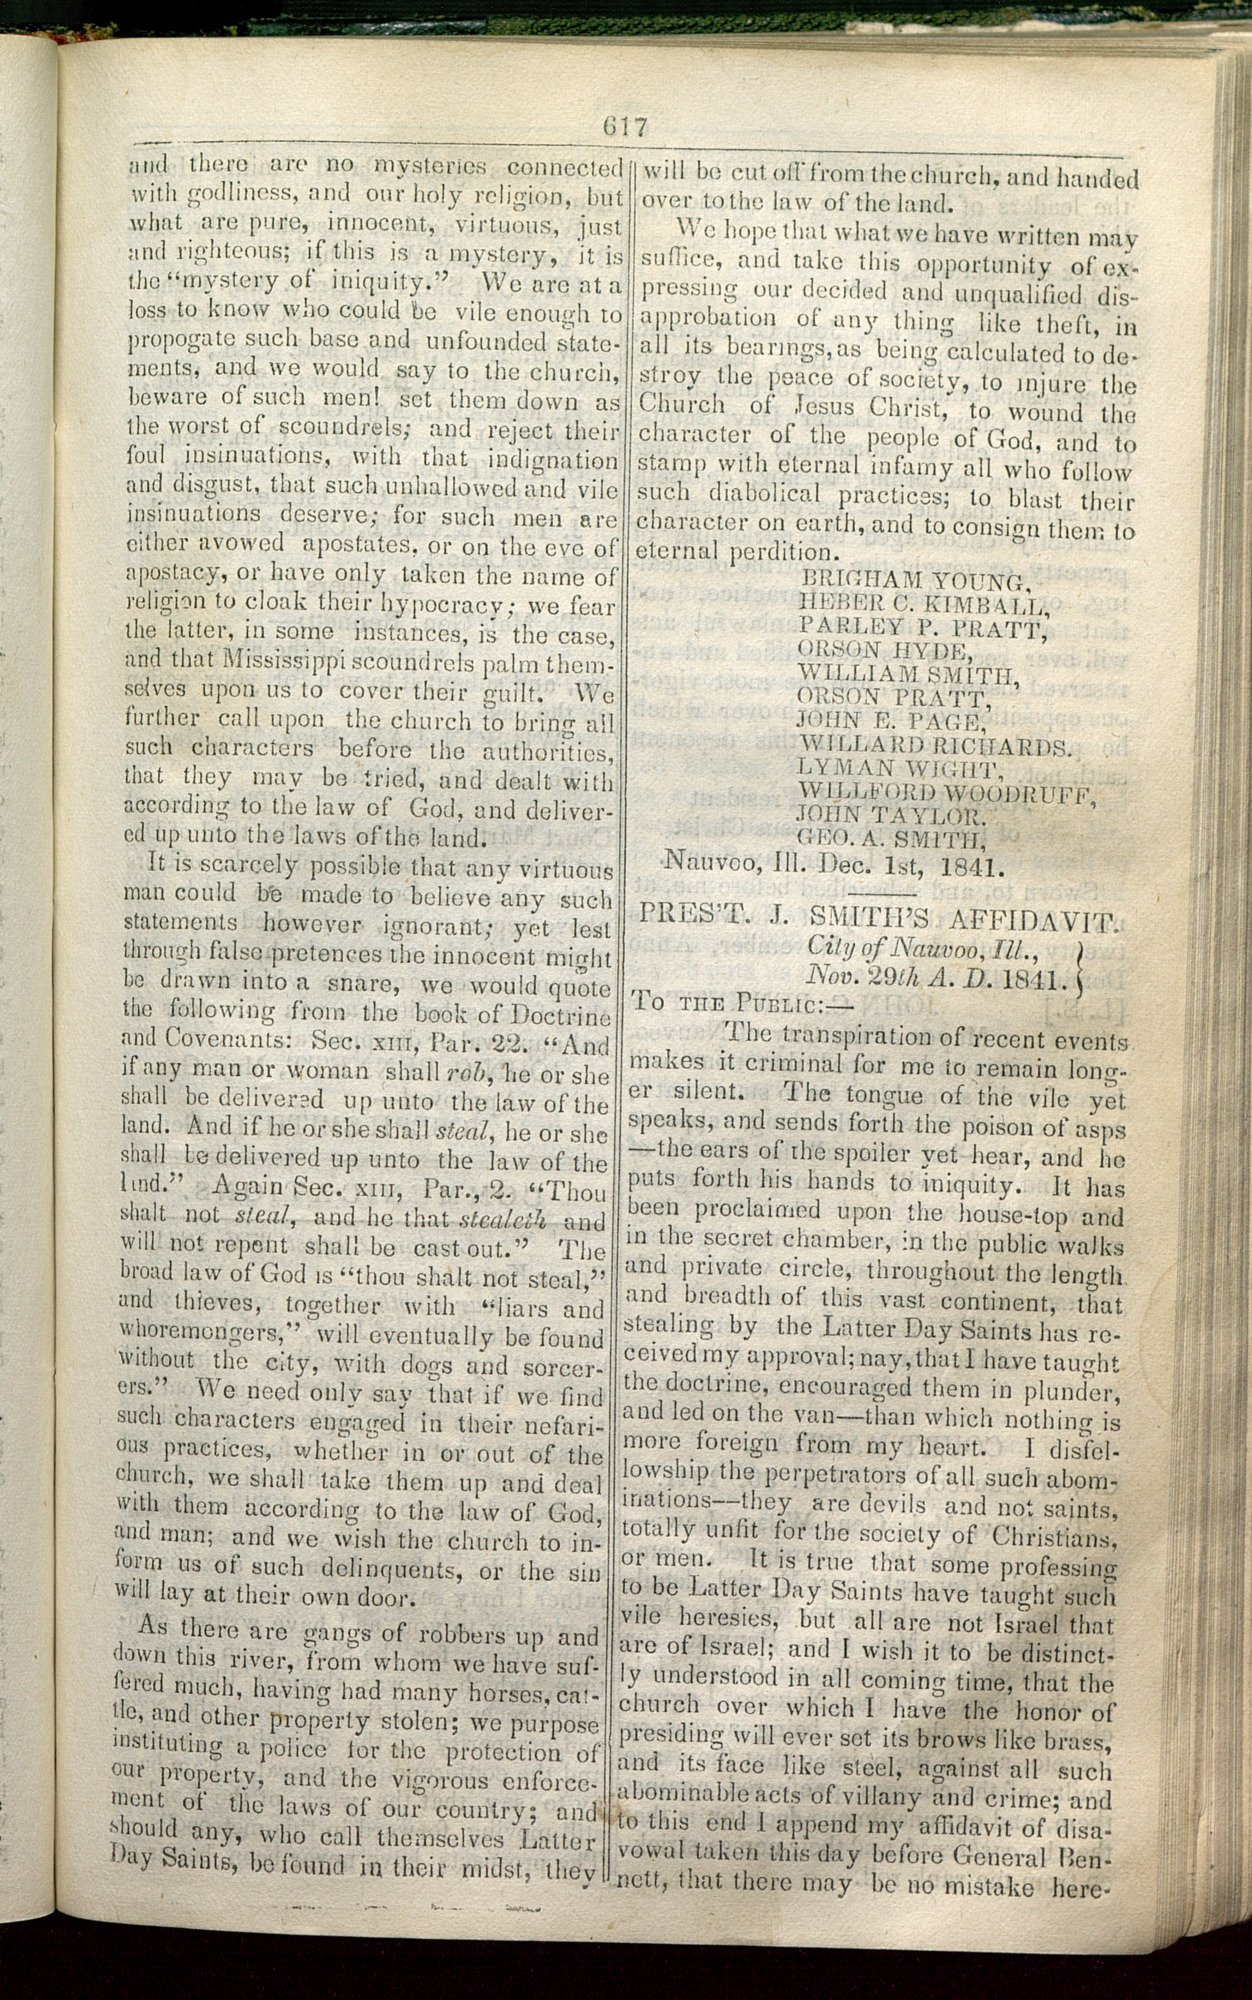 617
and there are no mysteries connected
with godliness, and our holy religion, but
what are pure, innocent, virtuous, just
and righteous; if this is a mystery, it is
the "mystery of iniquity." We are at a
loss to know who could be vile enough to
propogate such base and unfounded state-
ments, and we would say to the church,
beware of such men! set them down as
the worst of scoundrels; and reject their
foul insinuations, with that indignation
and disgust, that such unhallowed and vile
insinuations deserve; for such men are
either avowed apostates, or on the eve of
apostacy, or have only taken the name of
religion to cloak their hypocracy; we fear
the latter, in some instances, is the case,
and that Mississippi scoundrels palm them-
selves upon us to cover their guilt. We
further call upon the church to bring all
such characters before the authorities,
that they may be tried, and dealt with
according to the law of God, and deliver-
ed up unto the laws of the land.
It is scarcely possible that any virtuous
man could be made to believe any such
statements however ignorant; yet lest
through false pretences the innocent might
be drawn into a snare, we would quote
the following from the book of Doctrine
and Covenants: Sec. XIII, Par. 22. "And
if any man or woman shall rob, he or she
shall be delivered up unto the law of the
land. And if he or she shall steal, he or she
shall be delivered up unto the law of the
lind." Again Sec. XIII, Par., 2. "Thou
shalt not steal, and he that stealeth and
will not repent shall be cast out." The
broad law of God is "thou shalt not steal,"
and thieves, together with "liars and
whoremongers," will eventually be found
without the city, with dogs and sorcer-
ers." We need only say that if we find
such characters engaged in their nefari-
ous practices, whether in or out of the
church, we shall take them up and deal
with them according to the law of God,
and man; and we wish the church to in-
form us of such delinquents, or the sin
will lay at their own door.
As there are gangs of robbers up and
down this river, from whom we have suf-
fered much, having had many horses, cat-
tle, and other property stolen; we purpose
instituting a police for the protection of
our property, and the vigorous enforce-
ment of the laws of our country; and
should any, who call themselves Latter
Day Saints, be found in their midst, they
will be cut off from the church, and handed
over to the law of the land.
We hope that what we have written may
suffice, and take this opportunity of ex-
pressing our decided and unqualified dis-
approbation of any thing like theft, in
all its bearings, as being calculated to de-
stroy the peace of society, to injure the
Church of Jesus Christ, to wound the
character of the people of God, and to
stamp with eternal infamy all who follow
such diabolical practices; to blast their
character on earth, and to consign them to
eternal perdition.
BRIGHAM YOUNG,
HEBER C. KIMBALL,
PARLEY P. PRATT,
ORSON HYDE,
WILLIAM SMITH,
ORSON PRATT,
JOHN E. PAGE,
WILLARD RICHARDS.
LYMAN WIGHT,
WILLFORD WOODRUFF,
JOHN TAYLOR.
GEO. A. SMITH,
Nauvoo, Ill. Dec. 1st, 1841.
PRES'T. J. SMITH'S AFFIDAVIT.
City of Nauvoo, Ill.,
Nov. 29th A. D. 1841. }
TO THE PUBLIC:—
The transpiration of recent events
makes it criminal for me to remain long-
er silent. The tongue of the vile yet
speaks, and sends forth the poison of asps
—the ears of the spoiler yet hear, and he
puts forth his hands to iniquity. It has
been proclaimed upon the house-top and
in the secret chamber, in the public walks
and private circle, throughout the length
and breadth of this vast continent, that
stealing by the Latter Day Saints has re-
ceived my approval; nay, that I have taught
the doctrine, encouraged them in plunder,
and led on the van—than which nothing is
more foreign from my heart. I disfel-
lowship the perpetrators of all such abom-
inations—they are devils and not saints,
totally unfit for the society of Christians,
or men. It is true that some professing
to be Latter Day Saints have taught such
vile heresies, but all are not Israel that
are of Israel; and I wish it to be distinct-
ly understood in all coming time, that the
church over which I have the honor of
presiding will ever set its brows like brass,
and its face like steel, against all such
abominable acts of villany and crime; and
to this end I append my affidavit of disa-
vowal taken this day before General Ben-
nett, that there may be no mistake here-